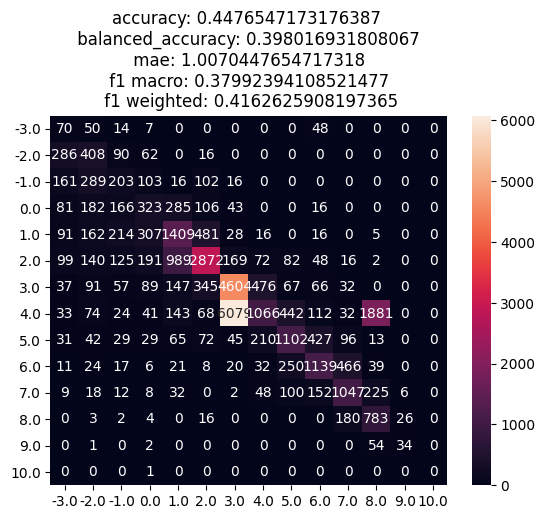 accuracy: 0.4476547173176387
balanced_accuracy: 0.398016931808067
mae: 1.0070447654717318
f1 macro: 0.37992394108521477
f1 weighted: 0.4162625908197365
-3.0 70 50 14 7 0 0 0 0 0 48 0 0 0 0
-2.0 286 408 90 62 0 16 0 0 0 0 0 0 0 0
-1.0 161 289 203 103 16 102 16 0 0 0 0 0 0 0
0.0 81 182 166 323 285 106 43 0 0 16 0 0 0 0
1.0 91 162 214 307 1409 481 28 16 0 16 0 5 0 0
2.0 99 140 125 191 989 2872 169 72 82 48 16 2 0 0
3.0 37 91 57 89 147 345 4604 476 67 66 32 0 0 0
4.0 33 74 24 41 143 68 6079 1066 442 112 32 1881 0 0
5.0 31 42 29 29 65 72 45 210 1102 427 96 13 0 0
6.0 11 24 17 6 21 8 20 32 250 1139 466 39 0 0
7.0 9 18 12 8 32 0 2 48 100 152 1047 225 6 0
8.0 0 3 2 4 0 16 0 0 0 0 180 783 26 0
9.0 0 1 0 2 0 0 0 0 0 0 0 54 34 0
10.0 0 0 0 1 0 0 0 0 0 0 0 0 0 0
-3.0 -2.0 -1.0 0.0 1.0 2.0 3.0 4.0 5.0 6.0 7.0 8.0 9.0 10.0
6000
5000
4000
3000
2000
1000
0